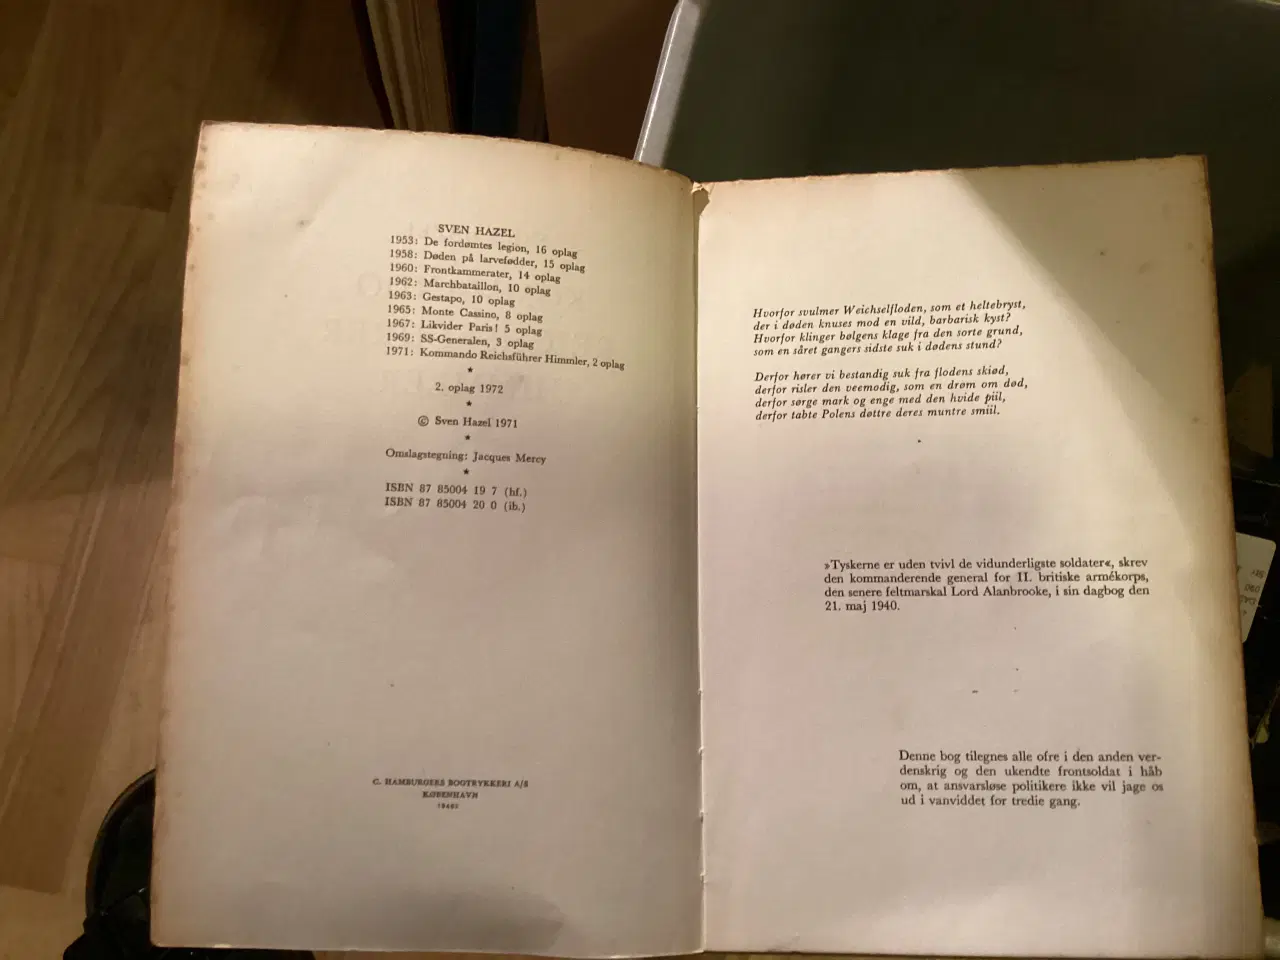 SVEN HAZEL
1953: De fordømtes legion, 16 oplag
1958: Døden på larvefødder, 15 oplag
1960: Frontkammerater, 14 oplag
1962: Marchbataillon, 10 oplag
1963: Gestapo, 10 oplag
1965: Monte Cassino, 8 oplag
1967: Likvider Paris! 5 oplag
1969: SS-Generalen, 3 oplag
1971: Kommando Reichsführer Himmler, 2 oplag
★
2. oplag 1972
★
© Sven Hazel 1971
★
Omslagstegning: Jacques Mercy
★
ISBN 87 85004 19 7 (hf.)
ISBN 87 85004 20 0 (ib.)
C. HAMBURGERS BOGTRYKKERI A/S
KØBENHAVN
Hvorfor svulmer Weichselfloden, som et heltebryst,
der i døden knuses mod en vild, barbarisk kyst?
Hvorfor klinger bølgens klage fra den sorte grund,
som en såret gangers sidste suk i dødens stund?
Derfor hører vi bestandig suk fra flodens skiød,
derfor risler den veemodig, som en drøm om død,
derfor sørge mark og enge med den hvide piil,
derfor tabte Polens døttre deres muntre smiil.
»Tyskerne er uden tvivl de vidunderligste soldater«, skrev
den kommanderende general for II. britiske armékorps,
den senere feltmarskal Lord Alanbrooke, i sin dagbog den
21. maj 1940.
Denne bog tilegnes alle ofre i den anden ver-
denskrig og den ukendte frontsoldat i håb
om, at ansvarsløse politikere ikke vil jage os
ud i vanviddet for tredie gang.